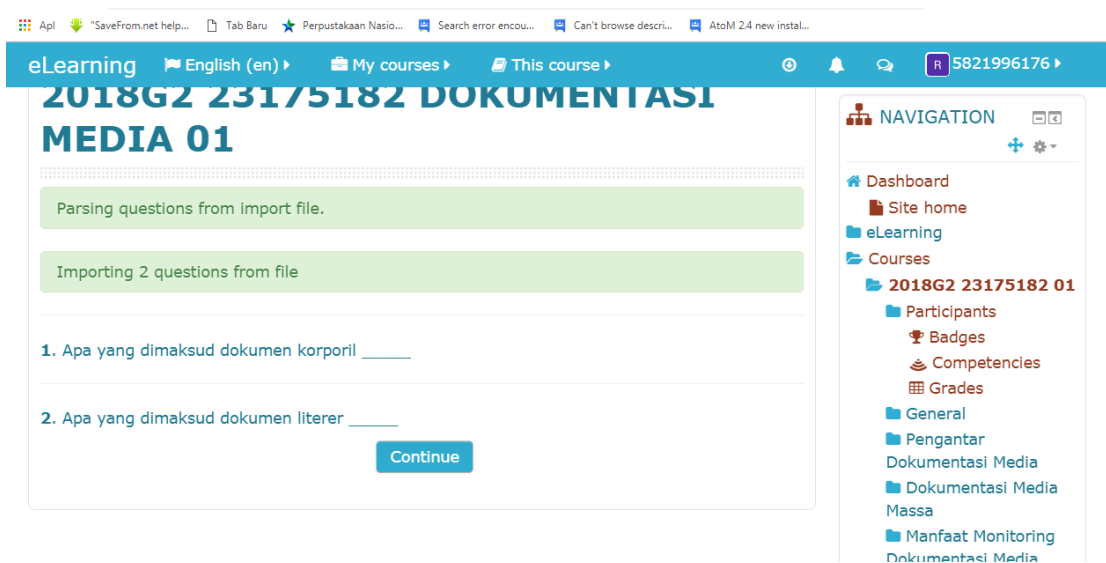 Apl "SaveFrom.net help... Tab Baru Perpustakaan Nasio... Search error encou... Can't browse descri... AtoM 2.4 new instal...
eLearning English (en) My courses This course R 5821996176
2018G2 23175182 DOKUMENTASI
MEDIA 01
Parsing questions from import file.
Importing 2 questions from file
1. Apa yang dimaksud dokumen korporil _____
2. Apa yang dimaksud dokumen literer _____
Continue
NAVIGATION
Dashboard
Site home
eLearning
Courses
2018G2 23175182 01
Participants
Badges
Competencies
Grades
General
Pengantar
Dokumentasi Media
Dokumentasi Media
Massa
Manfaat Monitoring
Dokumentasi Media